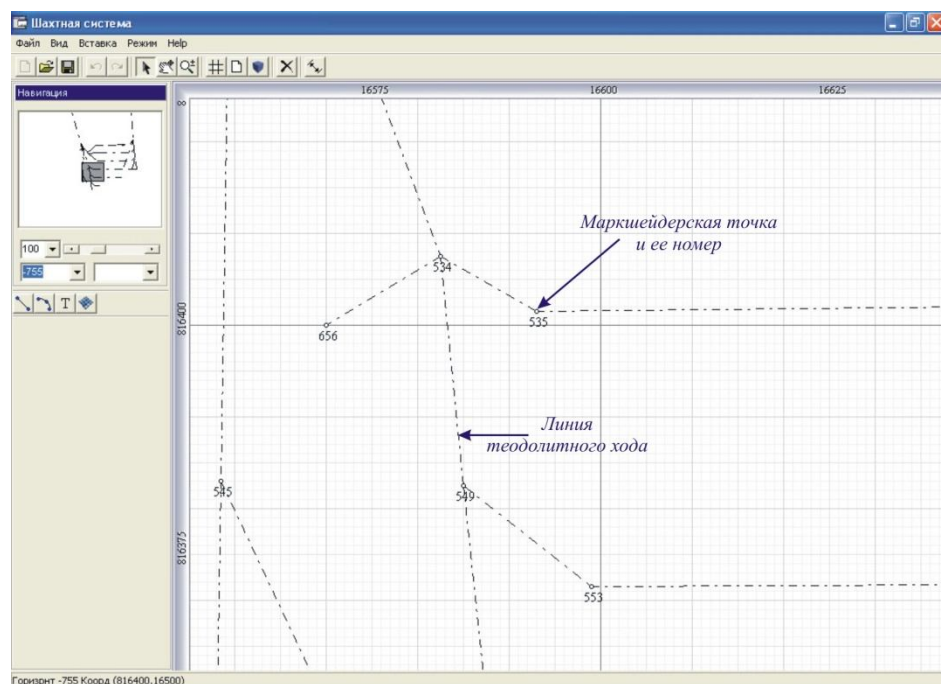 Шахтная система
Файл Вид Вставка Режим Help
Навигация
100
-755
T
16575 16600 16625
Маркшейдерская точка
и ее номер
534
535
816400
656
Линия
теодолитного хода
545
549
816375
553
Горизрнт -755 Коорд (816400,16500)